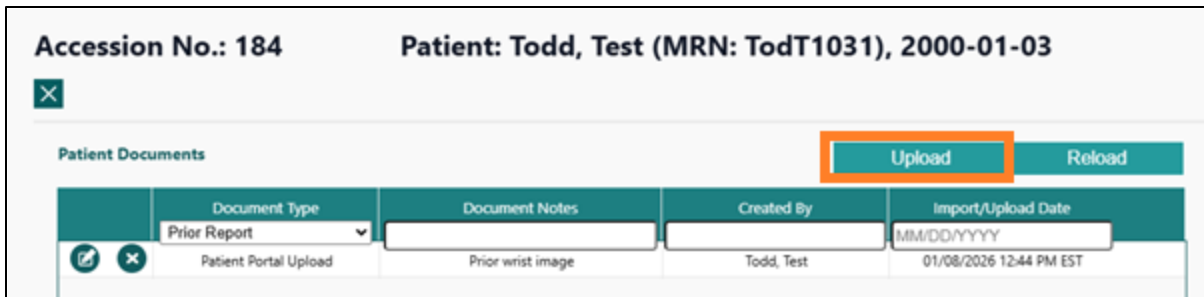 Accession No.: 184 Patient: Todd, Test (MRN: TodT1031), 2000-01-03
Patient Documents Upload Reload
Document Type Document Notes Created By Import/Upload Date
Prior Report MM/DD/YYYY
Patient Portal Upload Prior wrist image Todd, Test 01/08/2026 12:44 PM EST